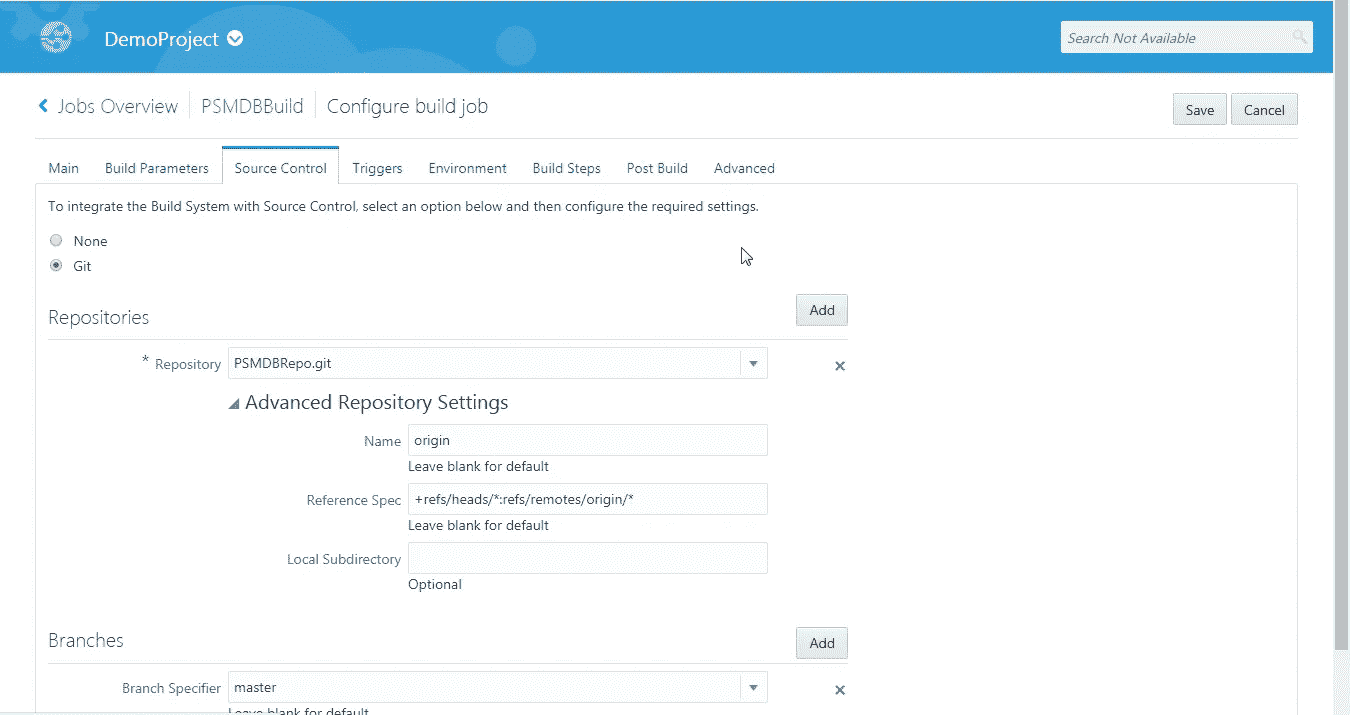 DemoProject
Search Not Available
Jobs Overview PSMDBBuild Configure build job
Save Cancel
Main Build Parameters Source Control Triggers Environment Build Steps Post Build Advanced
To integrate the Build System with Source Control, select an option below and then configure the required settings.
None
Git
Repositories
Add
* Repository PSMDBRepo.git
Advanced Repository Settings
Name origin
Leave blank for default
Reference Spec +refs/heads/*:refs/remotes/origin/*
Leave blank for default
Local Subdirectory
Optional
Branches
Add
Branch Specifier master
Leave blank for default